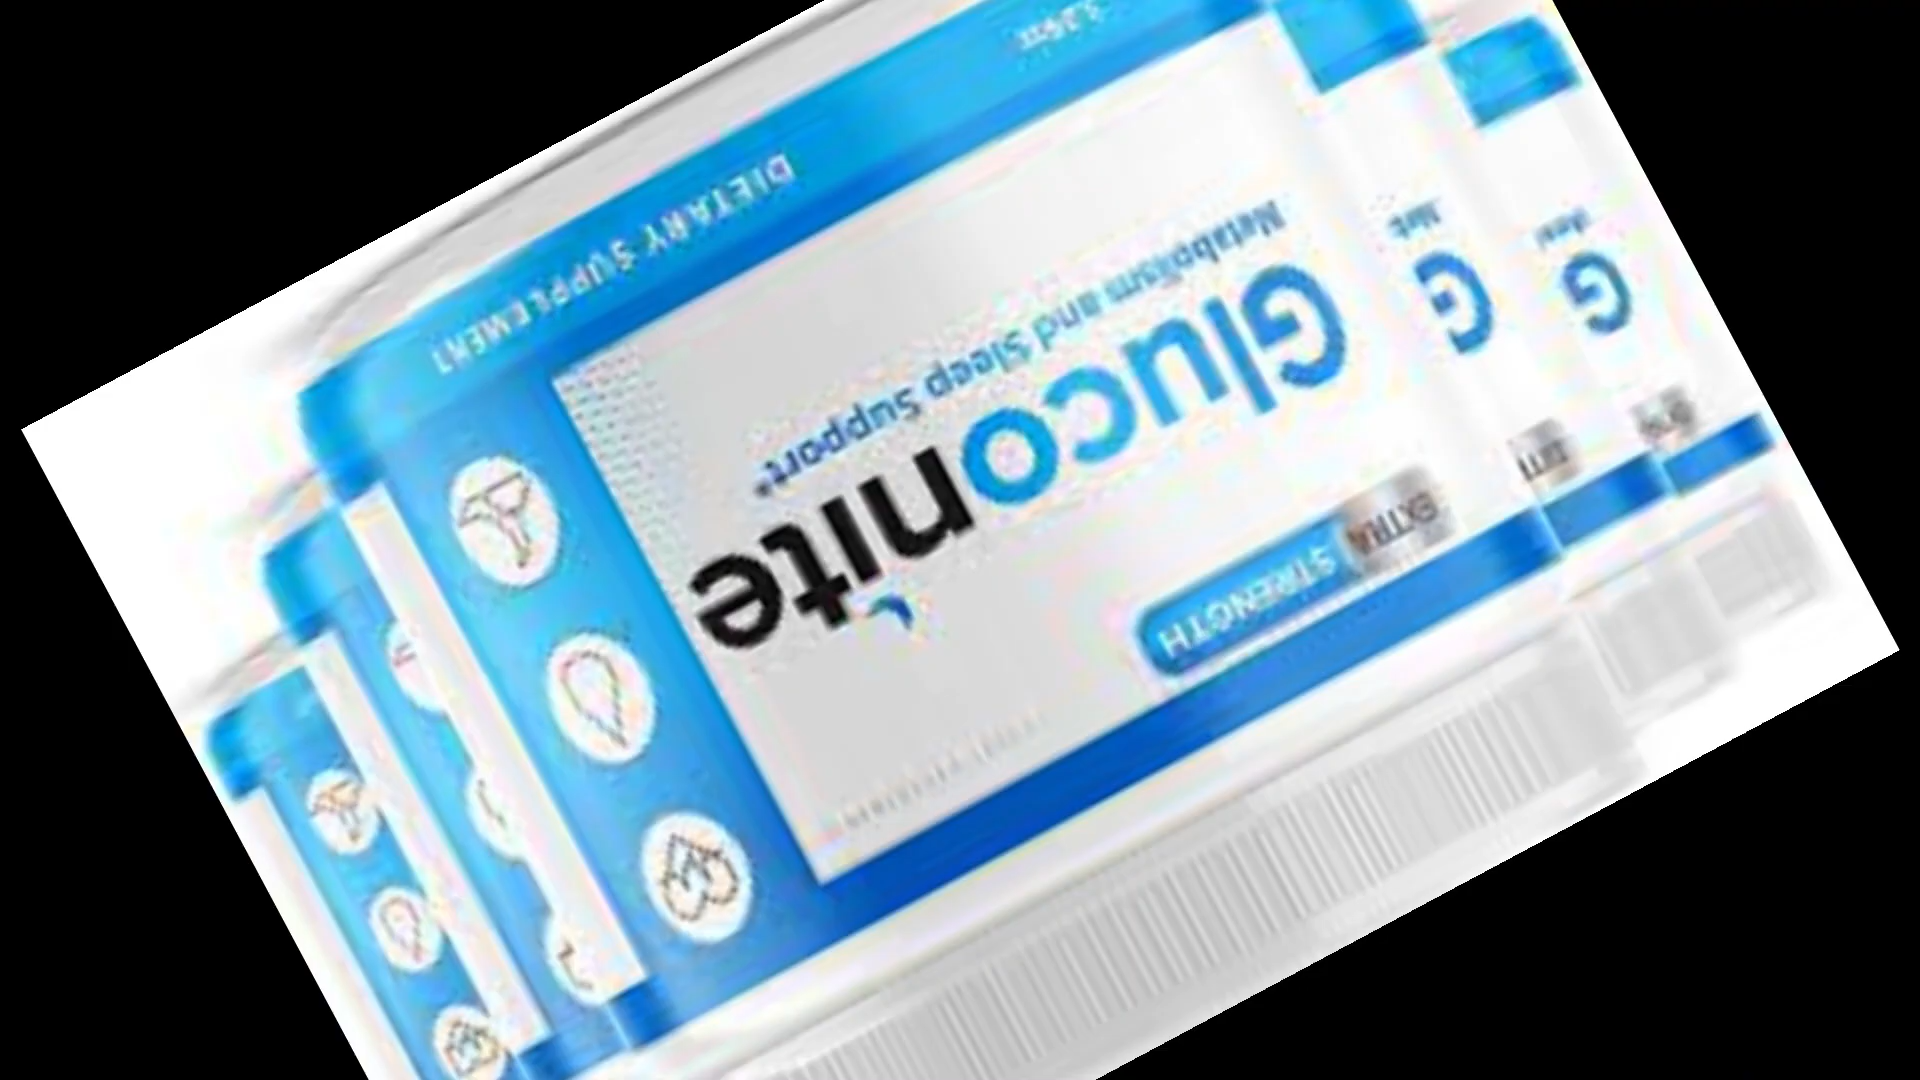 EXTRA STRENGTH
Gluconite
Metabolism and Sleep Support*
DIETARY SUPPLEMENT
G
G